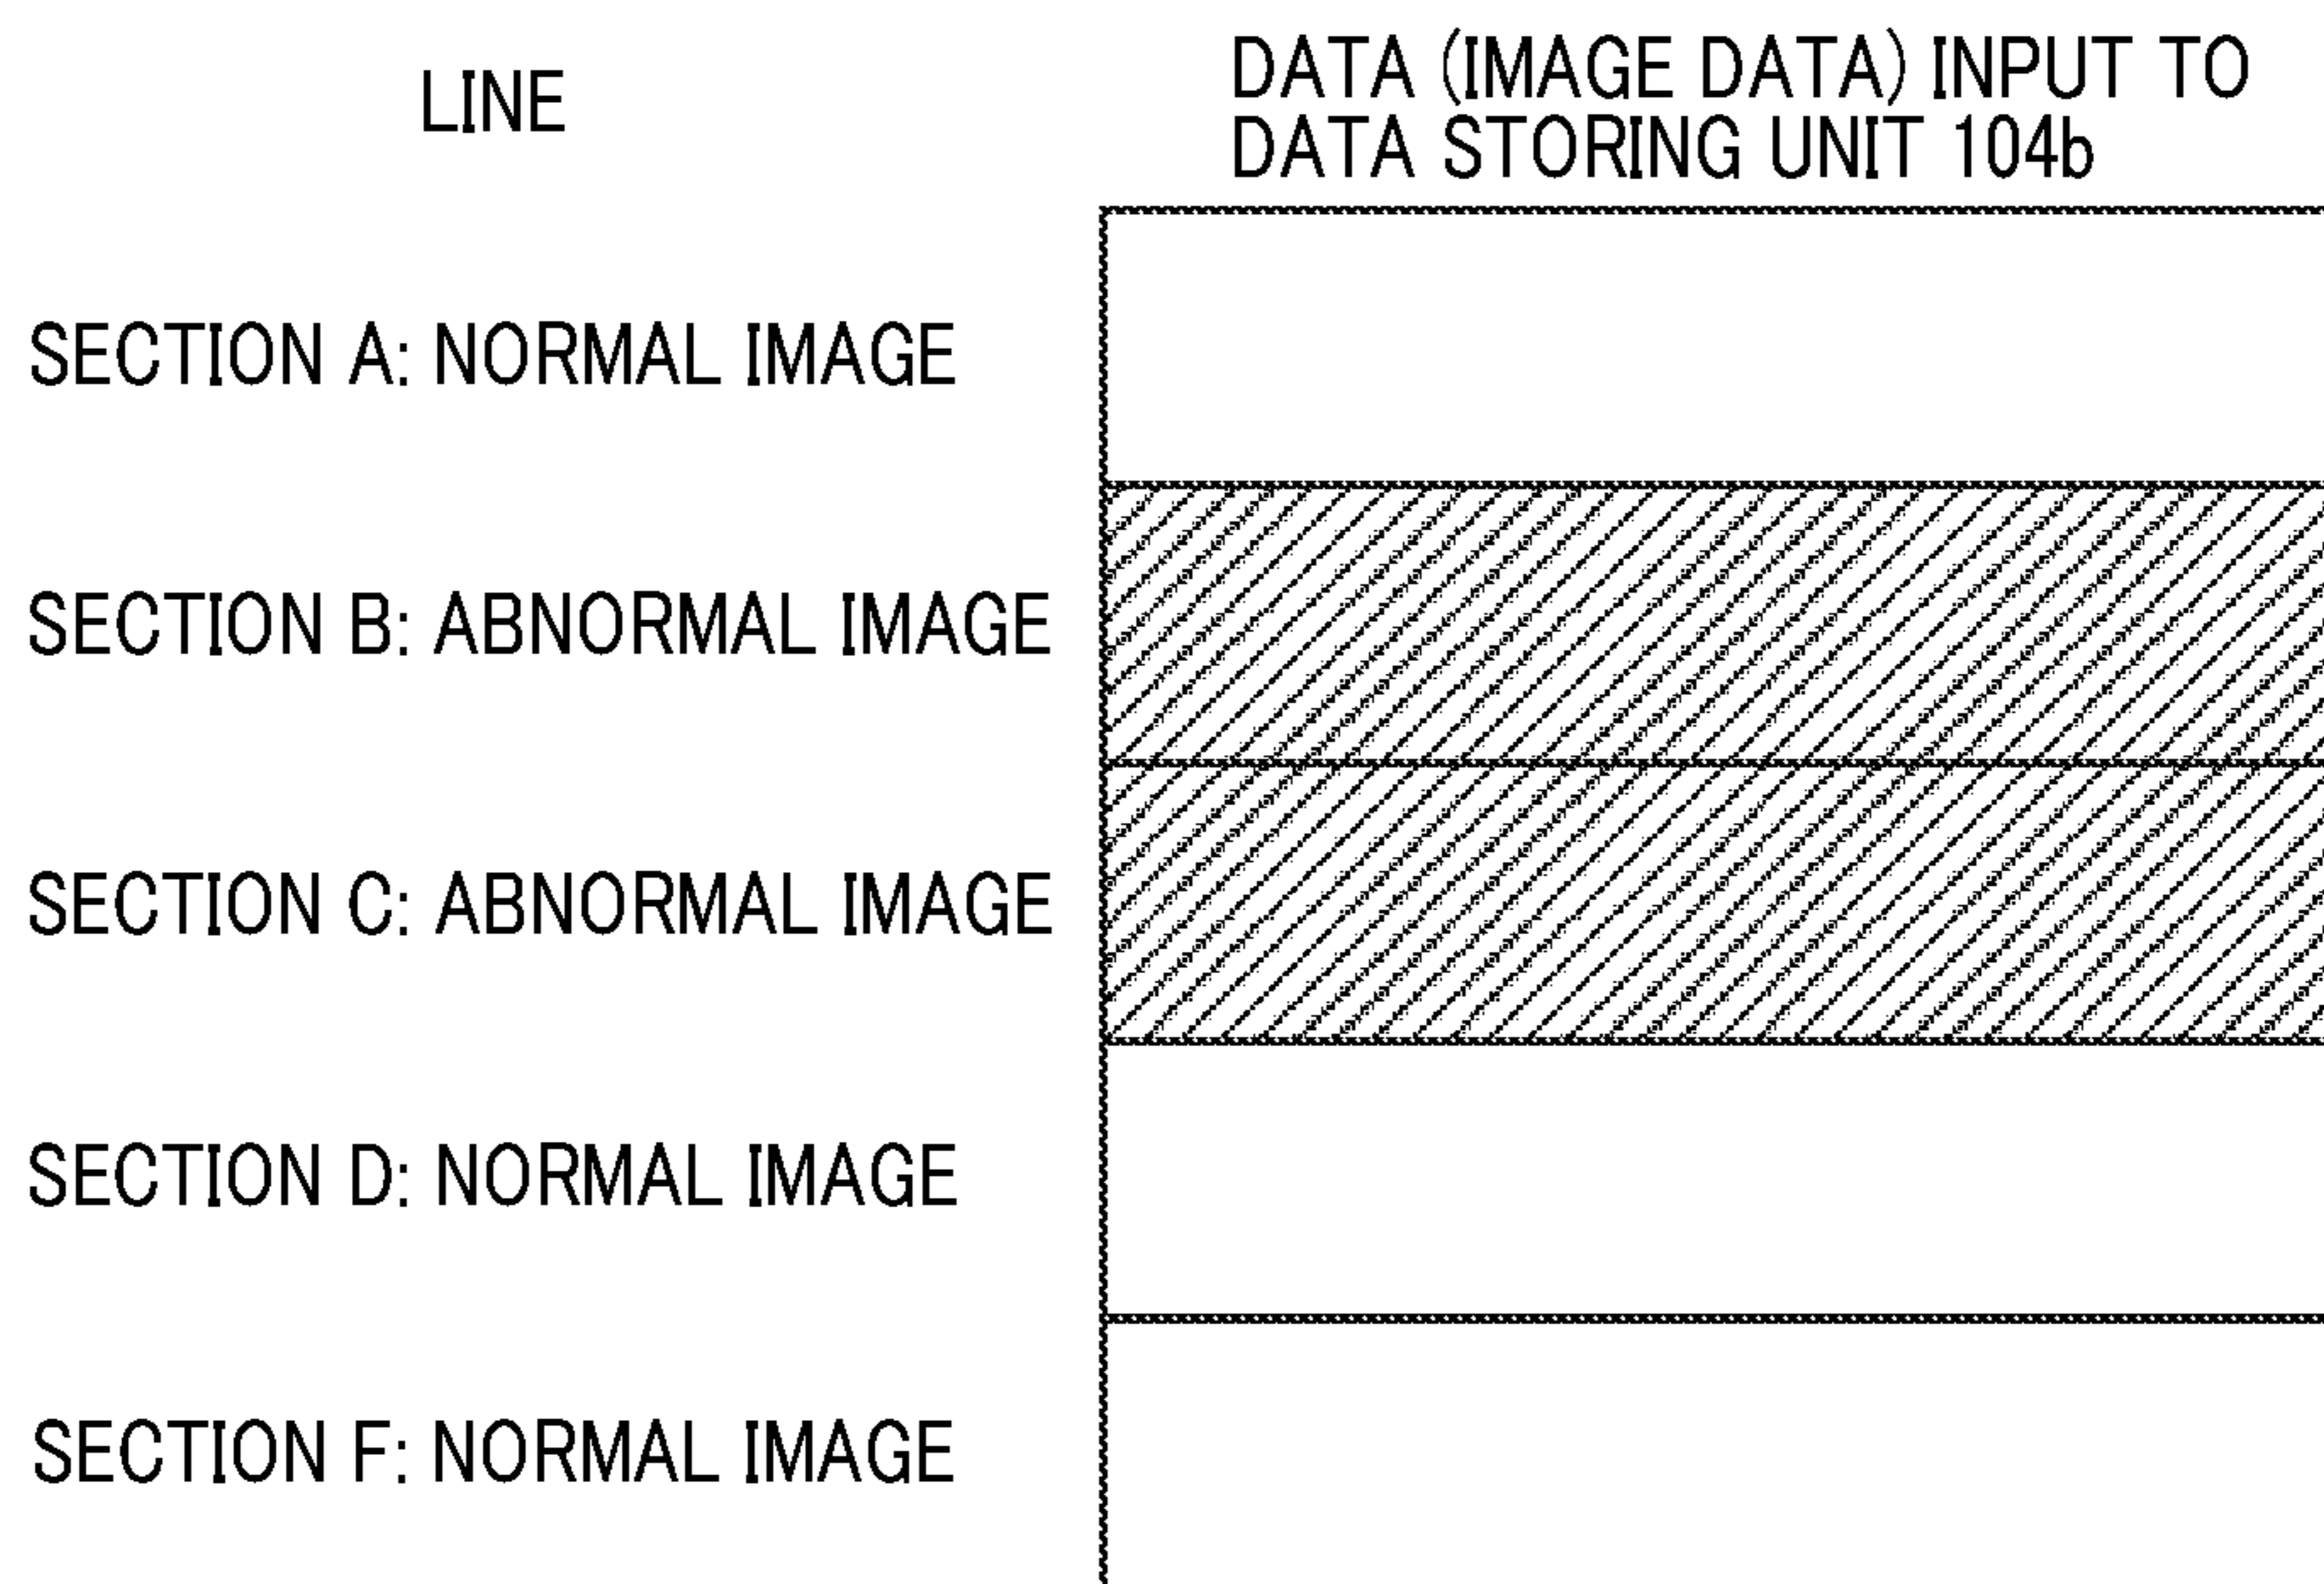 LINE
DATA (IMAGE DATA) INPUT TO
DATA STORING UNIT 104b
SECTION A: NORMAL IMAGE
SECTION B: ABNORMAL IMAGE
SECTION C: ABNORMAL IMAGE
SECTION D: NORMAL IMAGE
SECTION F: NORMAL IMAGE